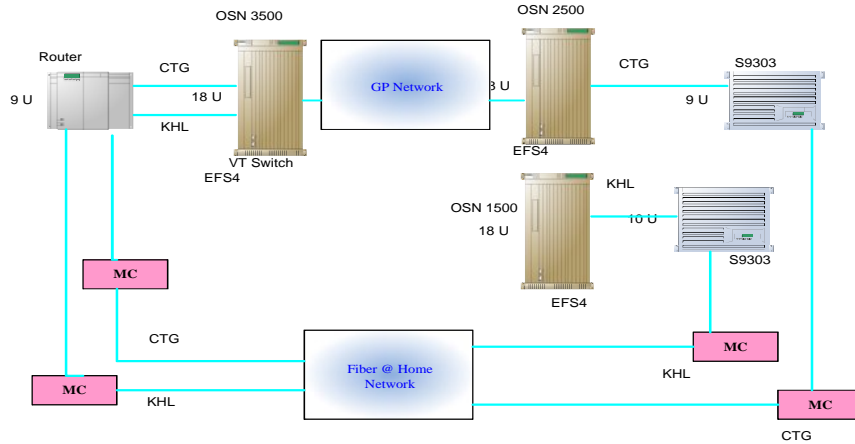 OSN 3500
OSN 2500
Router
CTG
CTG
S9303
9 U
18 U
GP Network
8 U
9 U
KHL
VT Switch
EFS4
EFS4
KHL
OSN 1500
18 U
10 U
S9303
EFS4
MC
CTG
MC
Fiber @ Home
Network
KHL
MC
KHL
MC
CTG